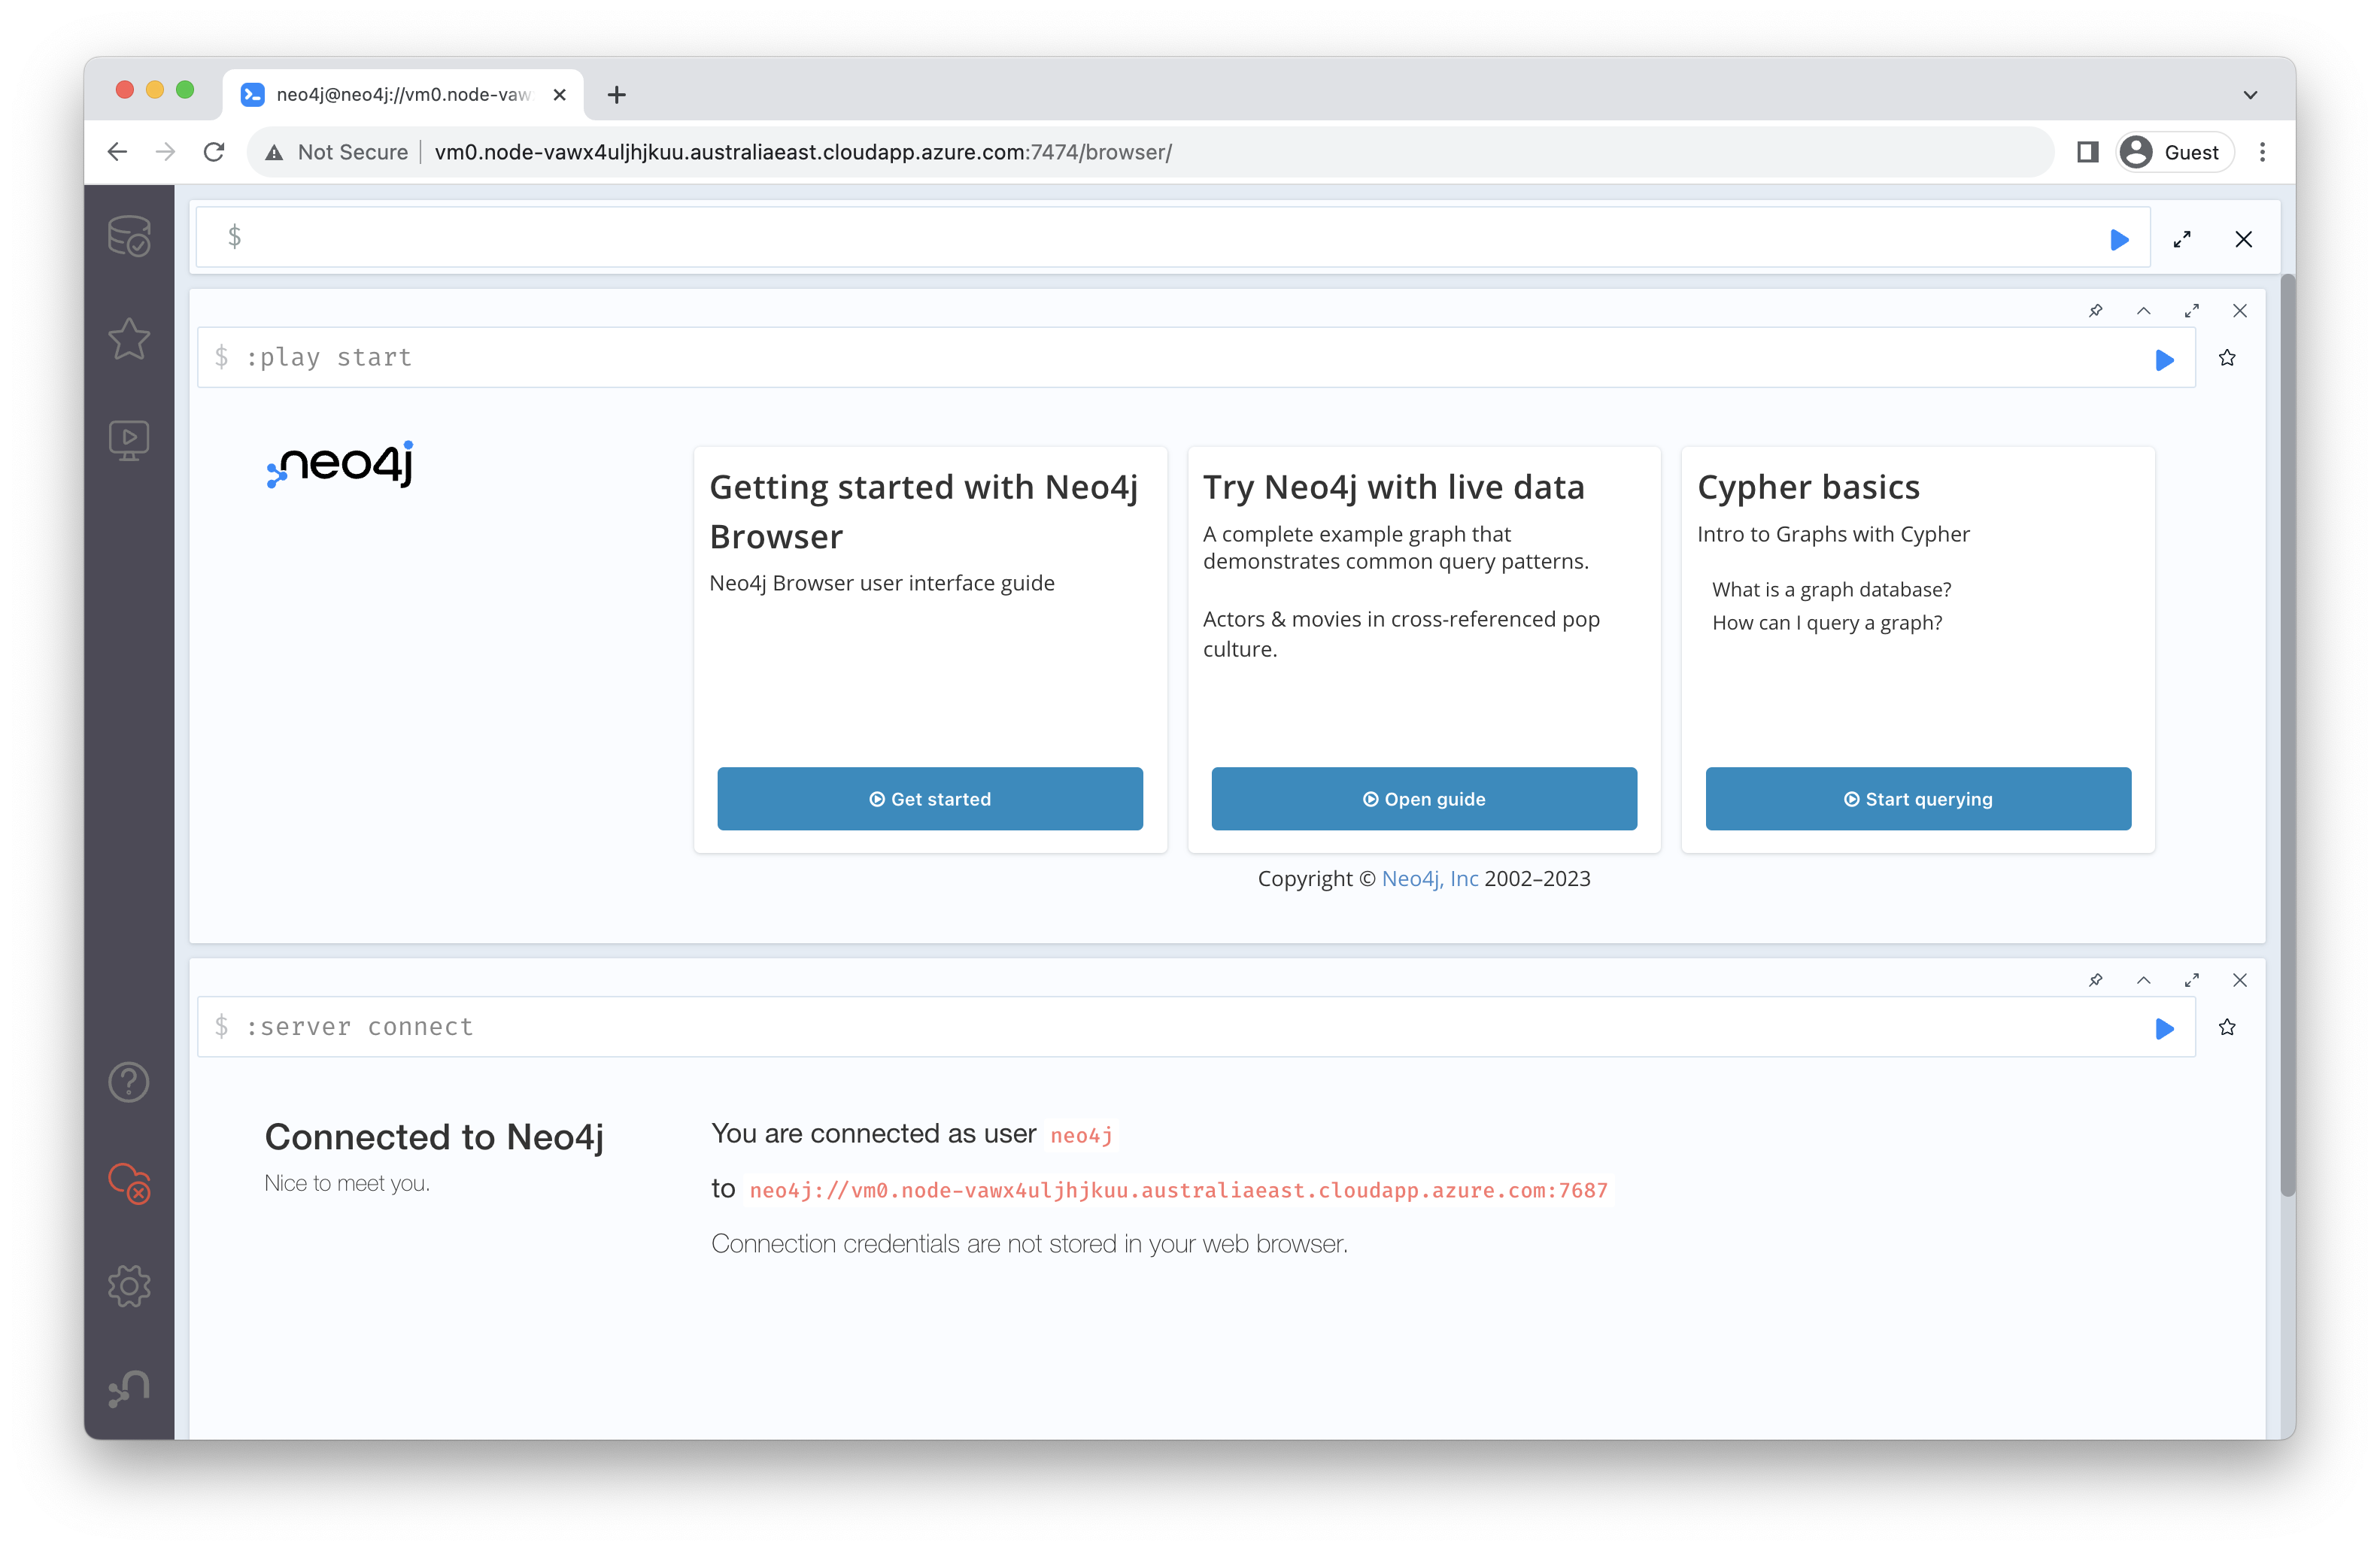 neo4j@neo4j://vm0.node-vaw
Not Secure | vm0.node-vawx4uljhjkuu.australiaeast.cloudapp.azure.com:7474/browser/
Guest
$
$ :play start
neo4j
Getting started with Neo4j
Browser
Neo4j Browser user interface guide
Get started
Try Neo4j with live data
A complete example graph that
demonstrates common query patterns.
Actors & movies in cross-referenced pop
culture.
Open guide
Cypher basics
Intro to Graphs with Cypher
What is a graph database?
How can I query a graph?
Start querying
Copyright © Neo4j, Inc 2002–2023
$ :server connect
Connected to Neo4j
Nice to meet you.
You are connected as user neo4j
to neo4j://vm0.node-vawx4uljhjkuu.australiaeast.cloudapp.azure.com:7687
Connection credentials are not stored in your web browser.